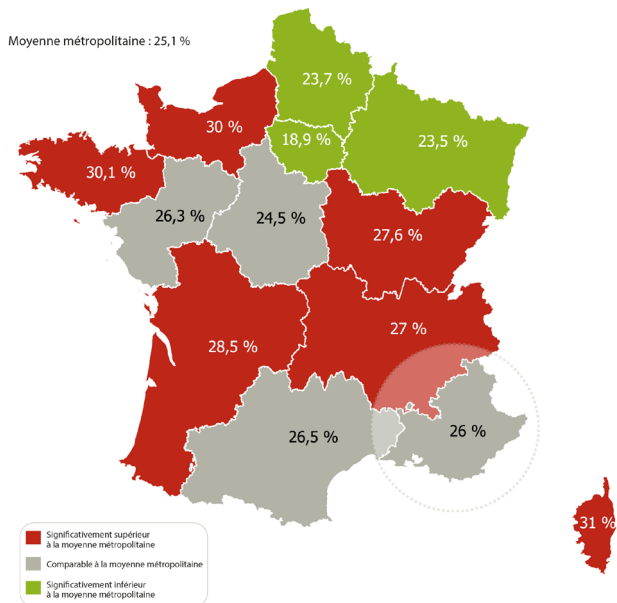 Moyenne métropolitaine : 25,1 %
23,7 %
30 %
18,9 %
23,5 %
30,1 %
26,3 %
24,5 %
27,6 %
27 %
28,5 %
26,5 %
26 %
31 %
Significativement supérieur
à la moyenne métropolitaine
Comparable à la moyenne métropolitaine
Significativement inférieur
à la moyenne métropolitaine